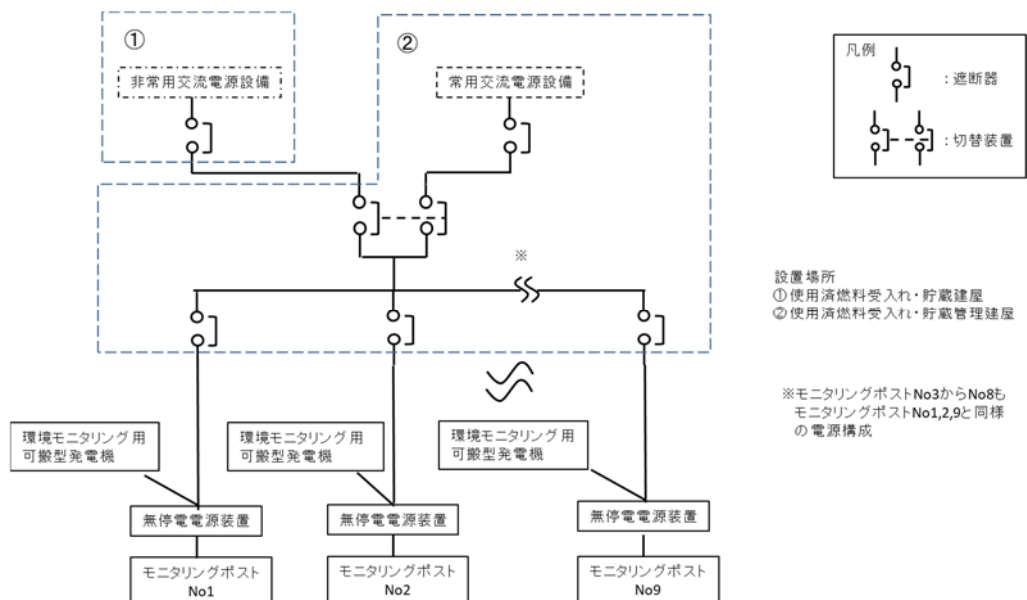 ①
非常用交流電源設備
②
常用交流電源設備
凡例
：遮断器
：切替装置
※
設置場所
①使用済燃料受入れ・貯蔵建屋
②使用済燃料受入れ・貯蔵管理建屋
※モニタリングポストNo3からNo8も
モニタリングポストNo1,2,9と同様
の電源構成
環境モニタリング用
可搬型発電機
環境モニタリング用
可搬型発電機
環境モニタリング用
可搬型発電機
無停電電源装置
無停電電源装置
無停電電源装置
モニタリングポスト
No1
モニタリングポスト
No2
モニタリングポスト
No9